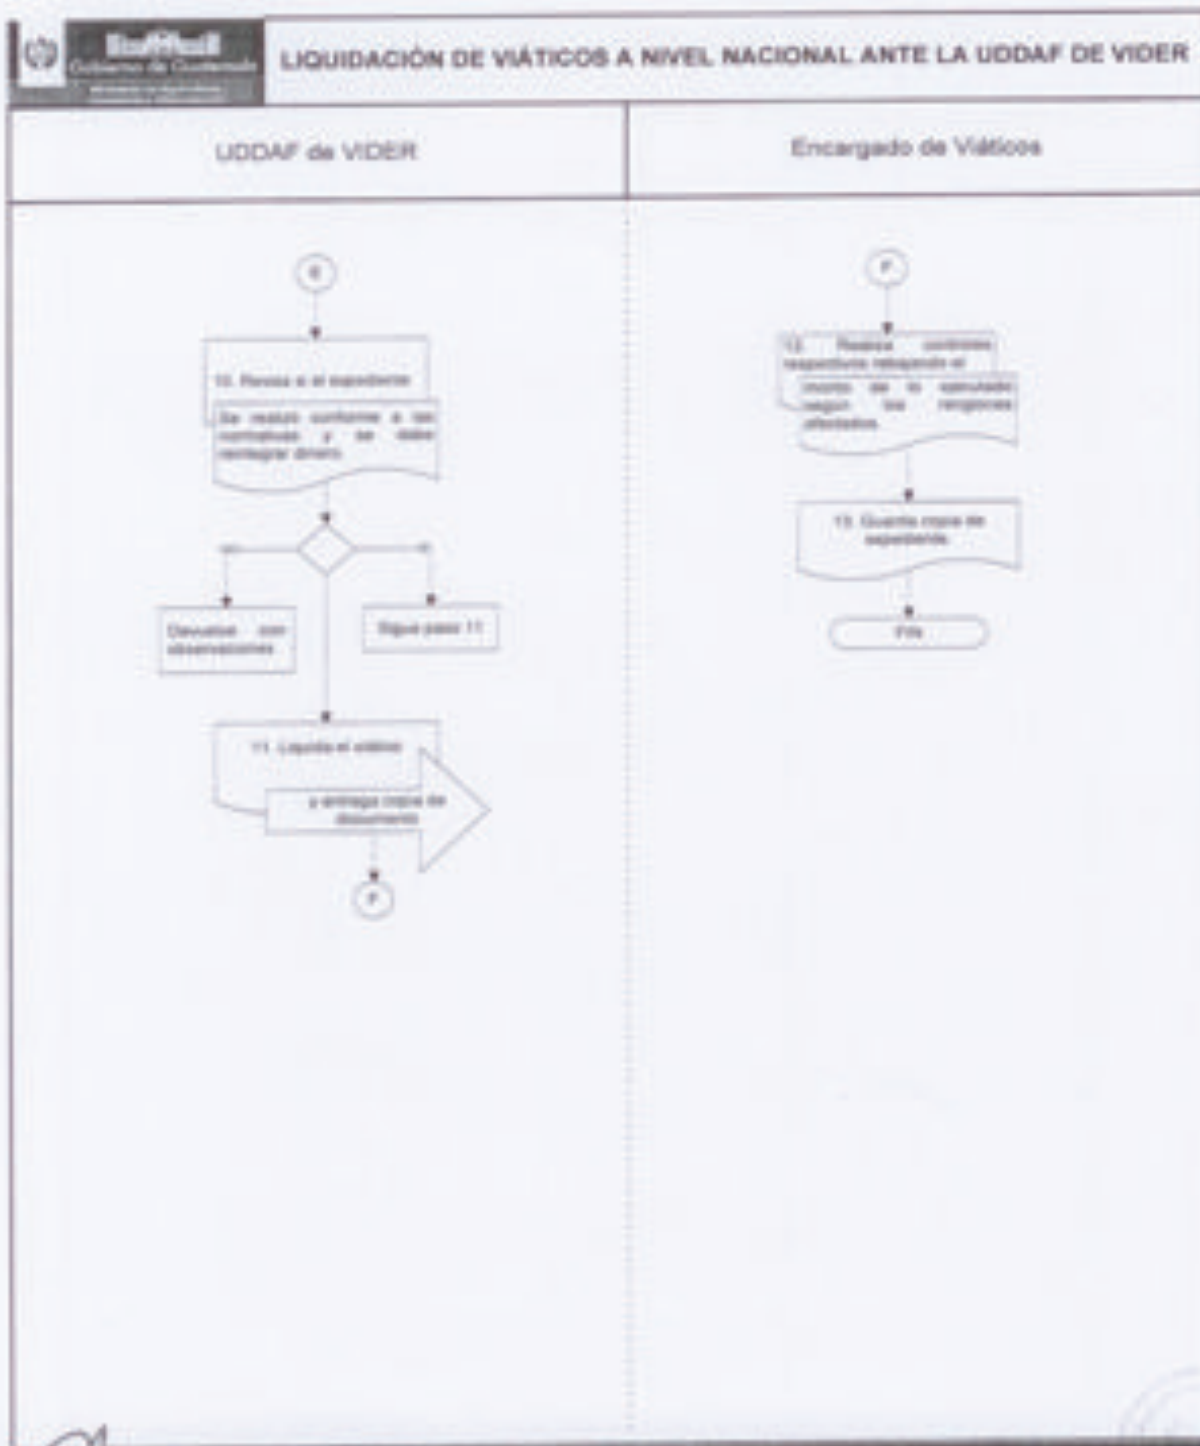 Gobierno de Guatemala
LIQUIDACIÓN DE VIÁTICOS A NIVEL NACIONAL ANTE LA UDDAF DE VIDER
UDDAF de VIDER
E
10. Revisa si el expediente
Se realizó conforme a las
normativas y se debe
reintegrar dinero.
Devuelve con
observaciones
Sigue paso 11
11. Liquida el viático
y entrega copia de
documento
F
Encargado de Viáticos
F
12. Realiza controles
respectivos rebajando el
monto de lo ejecutado
según los renglones
afectados.
13. Guarda copia de
expediente.
FIN